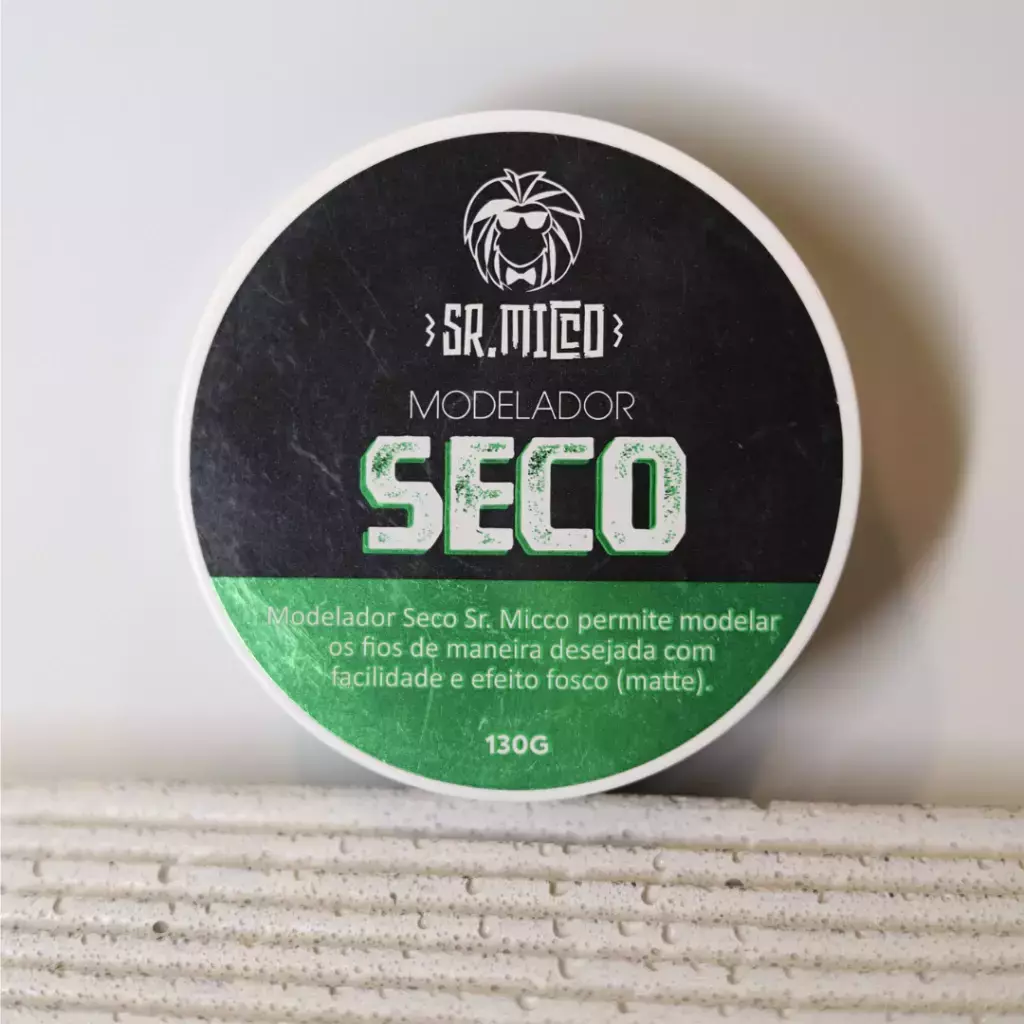 SR.MICCO
MODELADOR
SECO
Modelador Seco Sr. Micco permite modelar
os fios de maneira desejada com
facilidade e efeito fosco (matte).
130G